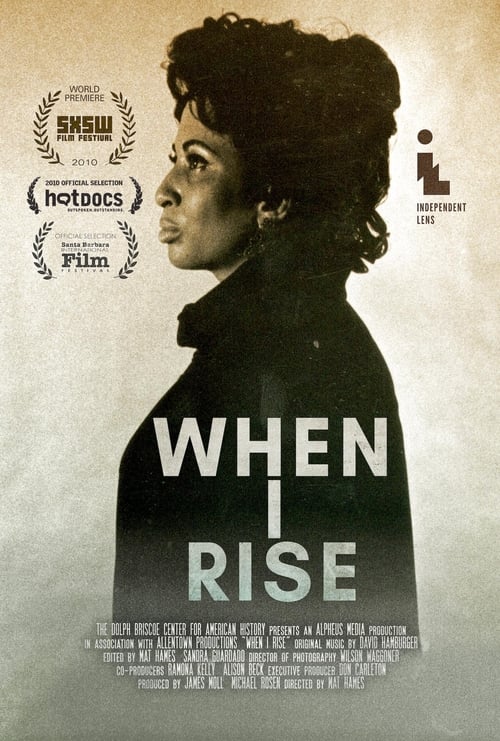 WORLD
PREMIERE
SXSW
FILM FESTIVAL
2010
2010 OFFICIAL SELECTION
hotDOCS
OUTSPOKEN. OUTSTANDING.
OFFICIAL SELECTION
Santa Barbara
INTERNATIONAL
Film
FESTIVAL
iL
INDEPENDENT
LENS
WHEN
I
RISE
THE DOLPH BRISCOE CENTER FOR AMERICAN HISTORY PRESENTS AN ALPHEUS MEDIA PRODUCTION
IN ASSOCIATION WITH ALLENTOWN PRODUCTIONS "WHEN I RISE" ORIGINAL MUSIC BY DAVID HAMBURGER
EDITED BY MAT HAMES SANDRA GUARDADO DIRECTOR OF PHOTOGRAPHY WILSON WAGGONER
CO-PRODUCERS RAMONA KELLY ALISON BECK EXECUTIVE PRODUCER DON CARLETON
PRODUCED BY JAMES MOLL MICHAEL ROSEN DIRECTED BY MAT HAMES